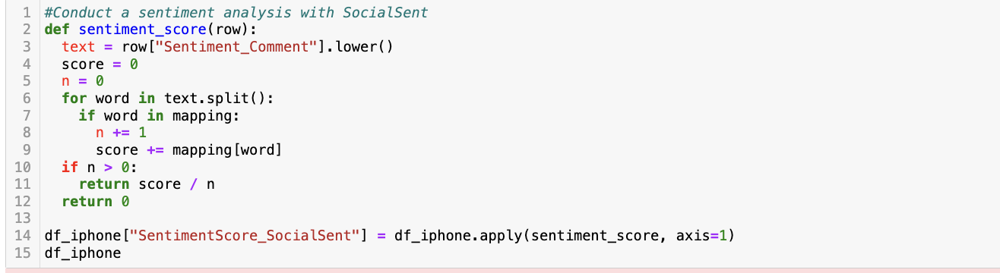 1 #Conduct a sentiment analysis with SocialSent
2 def sentiment_score(row):
3   text = row["Sentiment_Comment"].lower()
4   score = 0
5   n = 0
6   for word in text.split():
7     if word in mapping:
8       n += 1
9       score += mapping[word]
10   if n > 0:
11     return score / n
12   return 0
13
14 df_iphone["SentimentScore_SocialSent"] = df_iphone.apply(sentiment_score, axis=1)
15 df_iphone